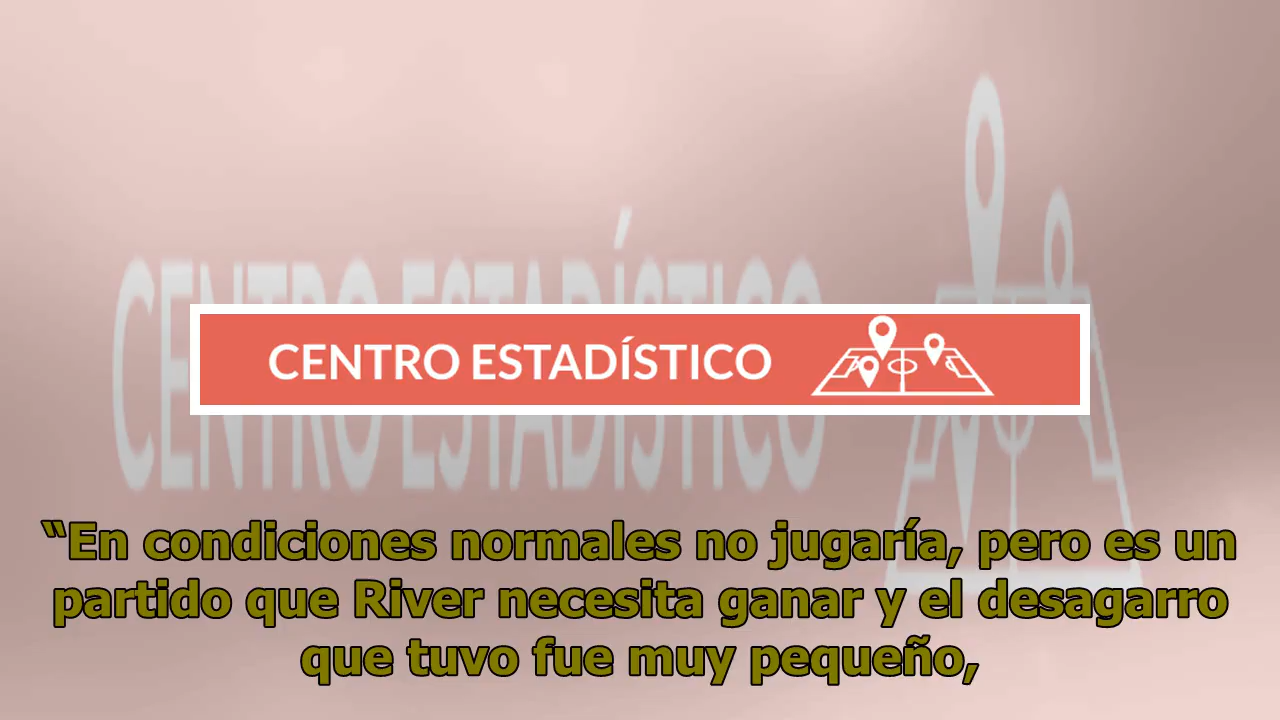 CENTRO ESTADÍSTICO
CENTRO ESTADÍSTICO
“En condiciones normales no jugaría, pero es un
partido que River necesita ganar y el desagarro
que tuvo fue muy pequeño,